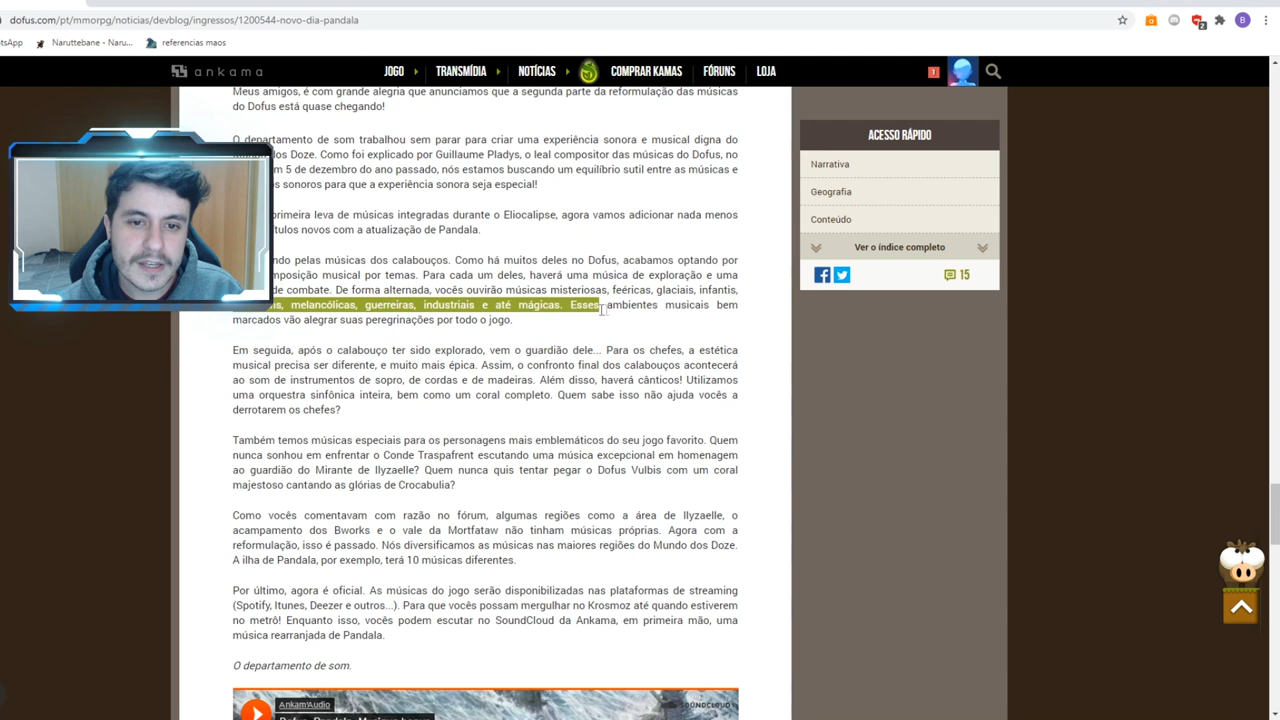 dofus.com/pt/mmorpg/noticias/devblog/ingressos/1200544-novo-dia-pandala
2
B
sApp
Naruttebane - Naru...
referencias maos
ankama
JOGO
TRANSMÍDIA
NOTÍCIAS
COMPRAR KAMAS
FÓRUNS
LOJA
1
Meus amigos, é com grande alegria que anunciamos que a segunda parte da reformulação das músicas
do Dofus está quase chegando!
O departamento de som trabalhou sem parar para criar uma experiência sonora e musical digna do
dos Doze. Como foi explicado por Guillaume Pladys, o leal compositor das músicas do Dofus, no
m 5 de dezembro do ano passado, nós estamos buscando um equilíbrio sutil entre as músicas e
s sonoros para que a experiência sonora seja especial!
primeira leva de músicas integradas durante o Eliocalipse, agora vamos adicionar nada menos
tulos novos com a atualização de Pandala.
ndo pelas músicas dos calabouços. Como há muitos deles no Dofus, acabamos optando por
mposição musical por temas. Para cada um deles, haverá uma música de exploração e uma
de combate. De forma alternada, vocês ouvirão músicas misteriosas, feéricas, glaciais, infantis,
is, melancólicas, guerreiras, industriais e até mágicas. Esses ambientes musicais bem
marcados vão alegrar suas peregrinações por todo o jogo.
Em seguida, após o calabouço ter sido explorado, vem o guardião dele... Para os chefes, a estética
musical precisa ser diferente, e muito mais épica. Assim, o confronto final dos calabouços acontecerá
ao som de instrumentos de sopro, de cordas e de madeiras. Além disso, haverá cânticos! Utilizamos
uma orquestra sinfônica inteira, bem como um coral completo. Quem sabe isso não ajuda vocês a
derrotarem os chefes?
Também temos músicas especiais para os personagens mais emblemáticos do seu jogo favorito. Quem
nunca sonhou em enfrentar o Conde Traspafrent escutando uma música excepcional em homenagem
ao guardião do Mirante de Ilyzaelle? Quem nunca quis tentar pegar o Dofus Vulbis com um coral
majestoso cantando as glórias de Crocabulia?
Como vocês comentavam com razão no fórum, algumas regiões como a área de Ilyzaelle, o
acampamento dos Bworks e o vale da Mortfataw não tinham músicas próprias. Agora com a
reformulação, isso é passado. Nós diversificamos as músicas nas maiores regiões do Mundo dos Doze.
A ilha de Pandala, por exemplo, terá 10 músicas diferentes.
Por último, agora é oficial. As músicas do jogo serão disponibilizadas nas plataformas de streaming
(Spotify, Itunes, Deezer e outros...). Para que vocês possam mergulhar no Krosmoz até quando estiverem
no metrô! Enquanto isso, vocês podem escutar no SoundCloud da Ankama, em primeira mão, uma
música rearranjada de Pandala.
O departamento de som.
Ankam'Audio
SOUNDCLOUD
ACESSO RÁPIDO
Narrativa
Geografia
Conteúdo
Ver o índice completo
15